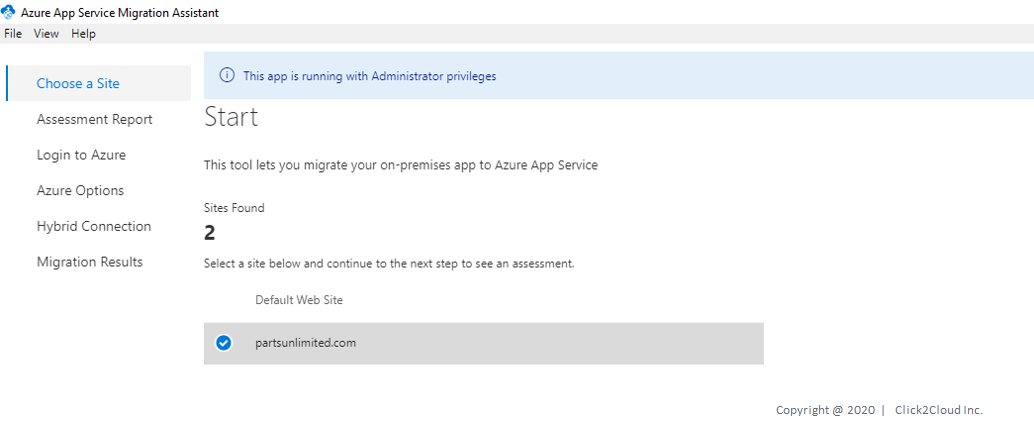 Azure App Service Migration Assistant
File View Help
Choose a Site
Assessment Report
Login to Azure
Azure Options
Hybrid Connection
Migration Results
This app is running with Administrator privileges
Start
This tool lets you migrate your on-premises app to Azure App Service
Sites Found
2
Select a site below and continue to the next step to see an assessment.
Default Web Site
partsunlimited.com
Copyright @ 2020 | Click2Cloud Inc.